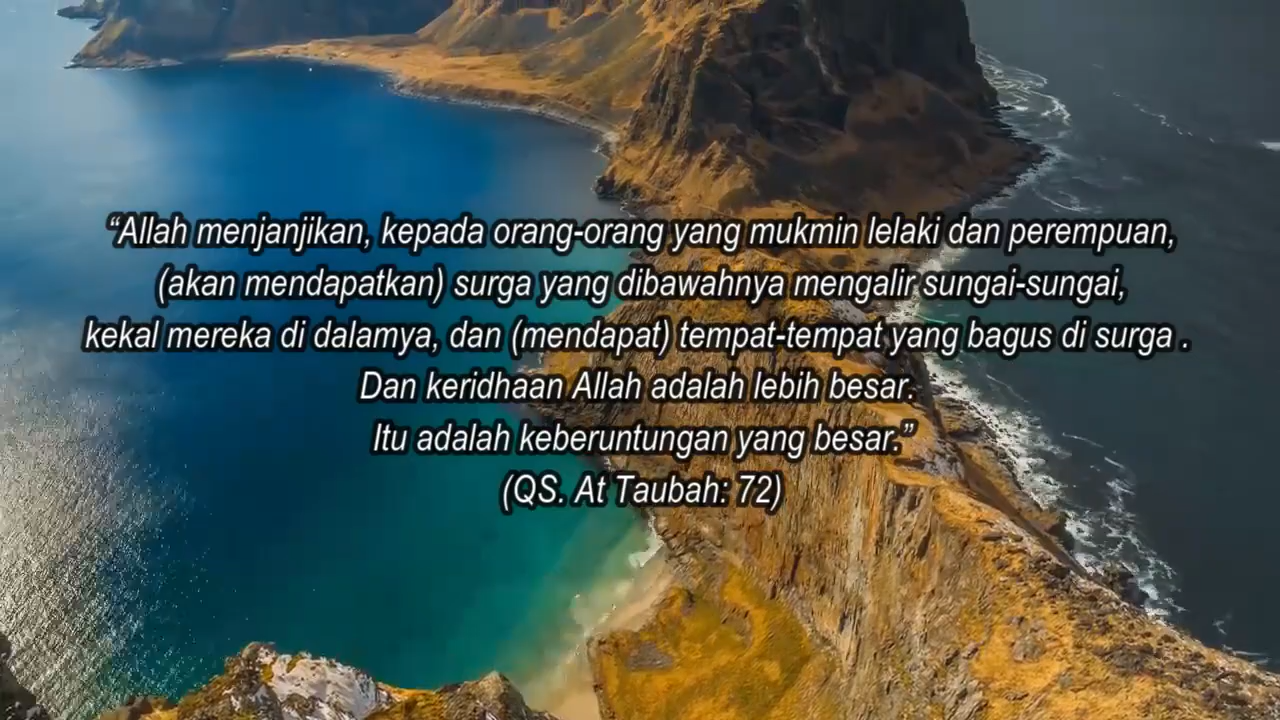 “Allah menjanjikan, kepada orang-orang yang mukmin lelaki dan perempuan,
(akan mendapatkan) surga yang dibawahnya mengalir sungai-sungai,
kekal mereka di dalamya, dan (mendapat) tempat-tempat yang bagus di surga .
Dan keridhaan Allah adalah lebih besar.
Itu adalah keberuntungan yang besar.”
(QS. At Taubah: 72)